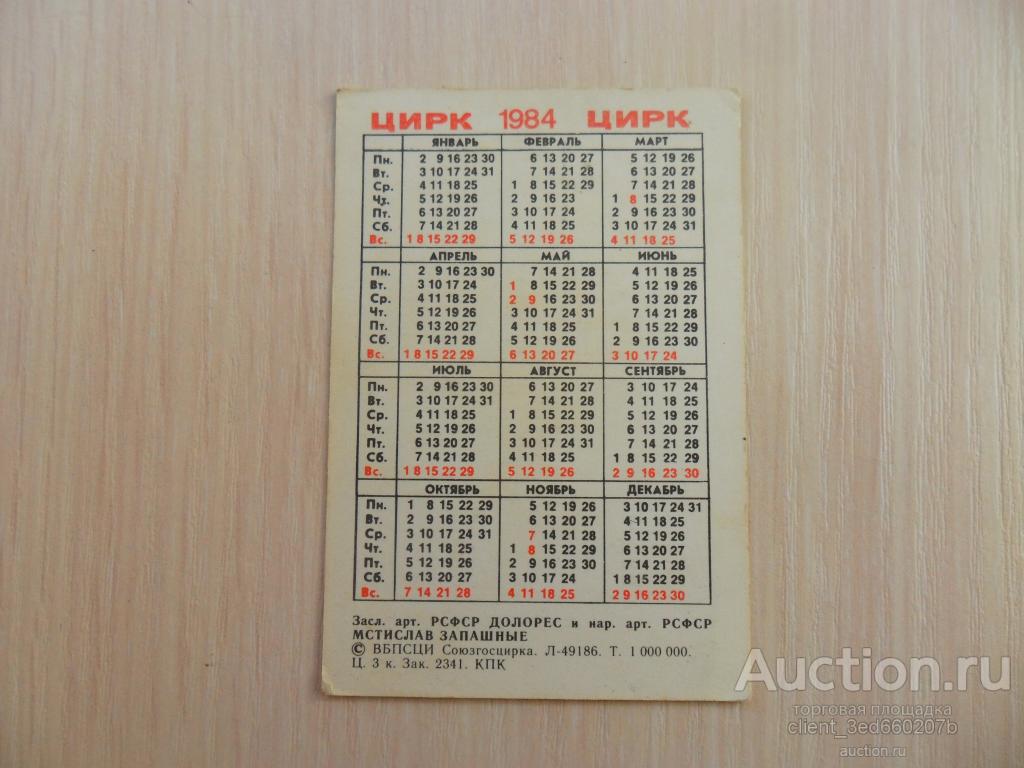 ЦИРК 1984 ЦИРК
ЯНВАРЬ ФЕВРАЛЬ МАРТ
Пн. 2 9 16 23 30 6 13 20 27 5 12 19 26
Вт. 3 10 17 24 31 7 14 21 28 6 13 20 27
Ср. 4 11 18 25 1 8 15 22 29 7 14 21 28
Чт. 5 12 19 26 2 9 16 23 1 8 15 22 29
Пт. 6 13 20 27 3 10 17 24 2 9 16 23 30
Сб. 7 14 21 28 4 11 18 25 3 10 17 24 31
Вс. 1 8 15 22 29 5 12 19 26 4 11 18 25
АПРЕЛЬ МАЙ ИЮНЬ
Пн. 2 9 16 23 30 7 14 21 28 4 11 18 25
Вт. 3 10 17 24 1 8 15 22 29 5 12 19 26
Ср. 4 11 18 25 2 9 16 23 30 6 13 20 27
Чт. 5 12 19 26 3 10 17 24 31 7 14 21 28
Пт. 6 13 20 27 4 11 18 25 1 8 15 22 29
Сб. 7 14 21 28 5 12 19 26 2 9 16 23 30
Вс. 1 8 15 22 29 6 13 20 27 3 10 17 24
ИЮЛЬ АВГУСТ СЕНТЯБРЬ
Пн. 2 9 16 23 30 6 13 20 27 3 10 17 24
Вт. 3 10 17 24 31 7 14 21 28 4 11 18 25
Ср. 4 11 18 25 1 8 15 22 29 5 12 19 26
Чт. 5 12 19 26 2 9 16 23 30 6 13 20 27
Пт. 6 13 20 27 3 10 17 24 31 7 14 21 28
Сб. 7 14 21 28 4 11 18 25 1 8 15 22 29
Вс. 1 8 15 22 29 5 12 19 26 2 9 16 23 30
ОКТЯБРЬ НОЯБРЬ ДЕКАБРЬ
Пн. 1 8 15 22 29 5 12 19 26 3 10 17 24 31
Вт. 2 9 16 23 30 6 13 20 27 4 11 18 25
Ср. 3 10 17 24 31 7 14 21 28 5 12 19 26
Чт. 4 11 18 25 1 8 15 22 29 6 13 20 27
Пт. 5 12 19 26 2 9 16 23 30 7 14 21 28
Сб. 6 13 20 27 3 10 17 24 1 8 15 22 29
Вс. 7 14 21 28 4 11 18 25 2 9 16 23 30
Засл. арт. РСФСР ДОЛОРЕС и нар. арт. РСФСР
МСТИСЛАВ ЗАПАШНЫЕ
© ВБПСЦИ Союзгосцирка. Л-49186. Т. 1 000 000.
Ц. 3 к. Зак. 2341. КПК
Auction.ru
торговая площадка
client_3ed660207b
auction.ru